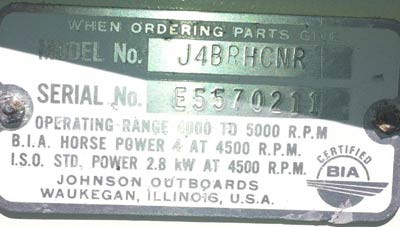 WHEN ORDERING PARTS GIVE
MODEL No. J4BRHCNR
SERIAL No. E5570211
OPERATING RANGE 4000 TO 5000 R.P.M
B.I.A. HORSE POWER 4 AT 4500 R.P.M.
I.S.O. STD. POWER 2.8 kW AT 4500 R.P.M.
JOHNSON OUTBOARDS
WAUKEGAN, ILLINOIS, U.S.A.
CERTIFIED
BIA